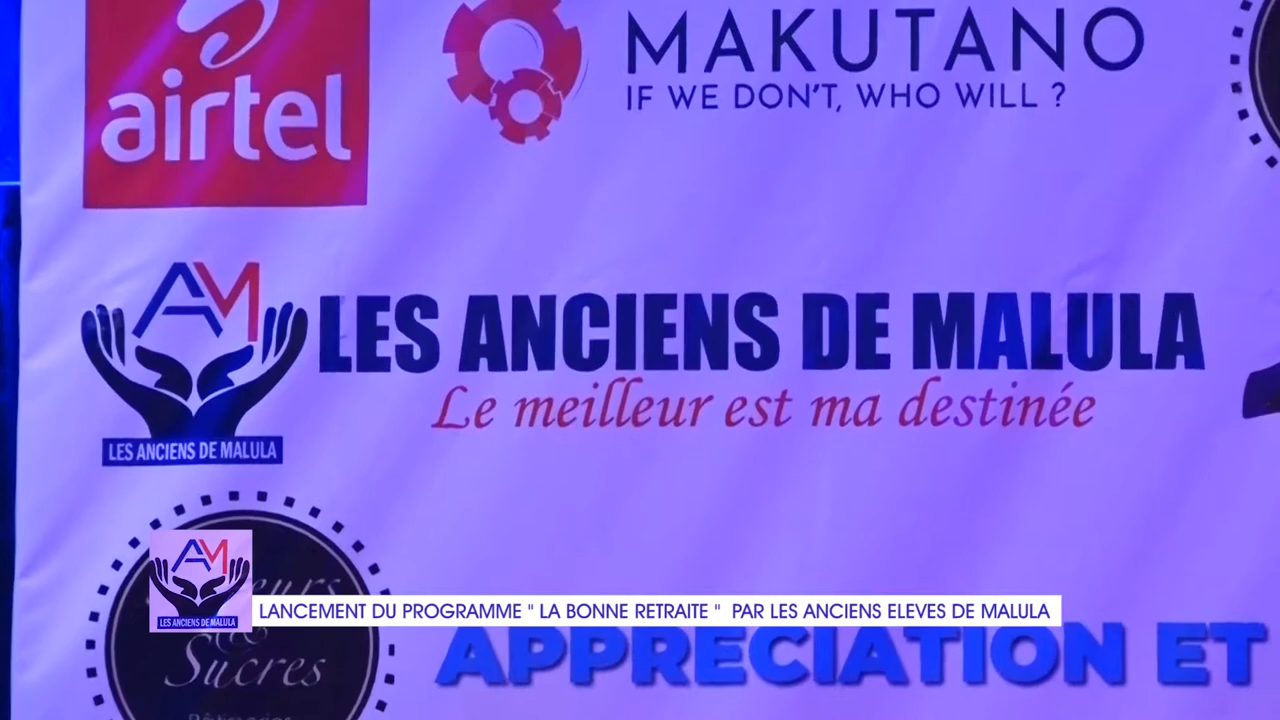 airtel
MAKUTANO
IF WE DON'T, WHO WILL ?
AM
LES ANCIENS DE MALULA
Le meilleur est ma destinée
LES ANCIENS DE MALULA
AM
LES ANCIENS DE MALULA
LANCEMENT DU PROGRAMME " LA BONNE RETRAITE " PAR LES ANCIENS ELEVES DE MALULA
&
Sucres
APPRECIATION ET